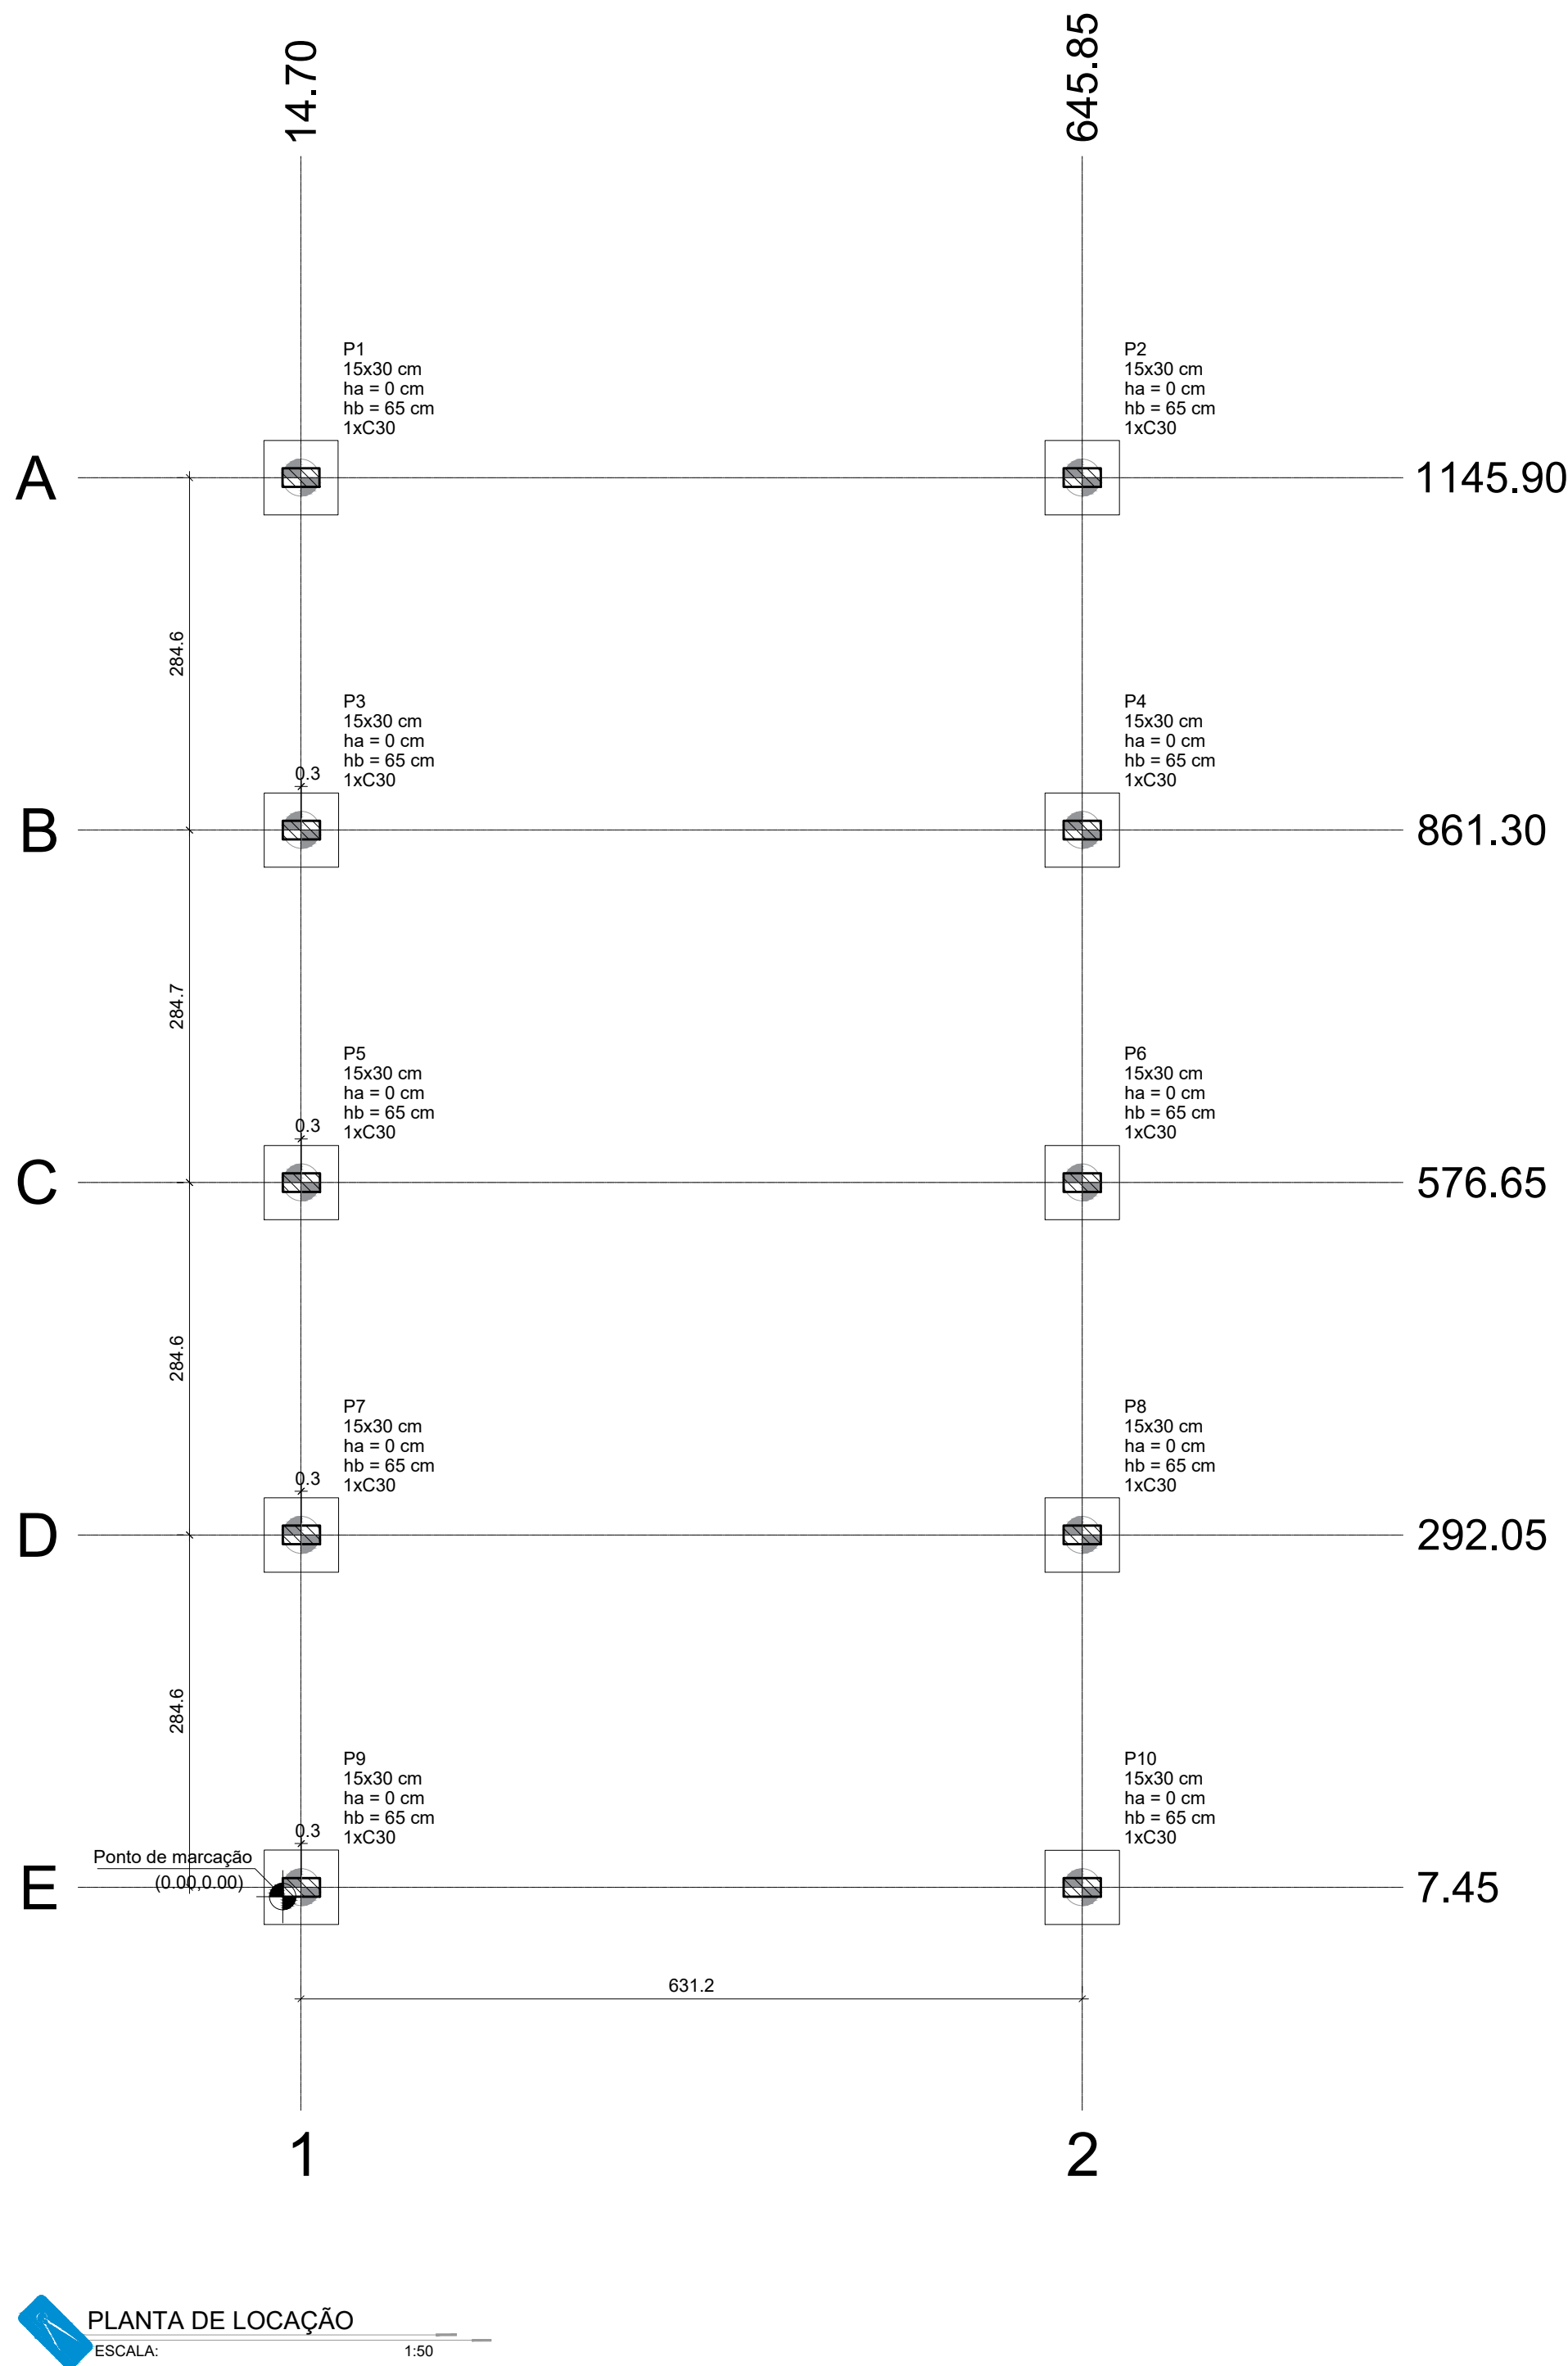 14.70
645.85
P1
15x30 cm
ha = 0 cm
hb = 65 cm
1xC30
P2
15x30 cm
ha = 0 cm
hb = 65 cm
1xC30
A
1145.90
284.6
P3
15x30 cm
ha = 0 cm
hb = 65 cm
1xC30
0.3
P4
15x30 cm
ha = 0 cm
hb = 65 cm
1xC30
B
861.30
284.7
P5
15x30 cm
ha = 0 cm
hb = 65 cm
1xC30
0.3
P6
15x30 cm
ha = 0 cm
hb = 65 cm
1xC30
C
576.65
284.6
P7
15x30 cm
ha = 0 cm
hb = 65 cm
1xC30
0.3
P8
15x30 cm
ha = 0 cm
hb = 65 cm
1xC30
D
292.05
284.6
P9
15x30 cm
ha = 0 cm
hb = 65 cm
1xC30
0.3
P10
15x30 cm
ha = 0 cm
hb = 65 cm
1xC30
Ponto de marcação
(0.00,0.00)
E
7.45
631.2
1
2
PLANTA DE LOCAÇÃO
ESCALA: 1:50